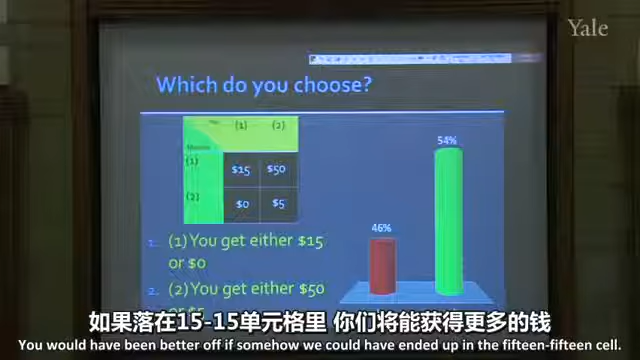 Yale
Which do you choose?
(1) (2)
(1) $15 $50
(2) $0 $5
54%
46%
1. (1) You get either $15
or $0
2. (2) You get either $50
如果落在15-15单元格里 你们将能获得更多的钱
You would have been better off if somehow we could have ended up in the fifteen-fifteen cell.